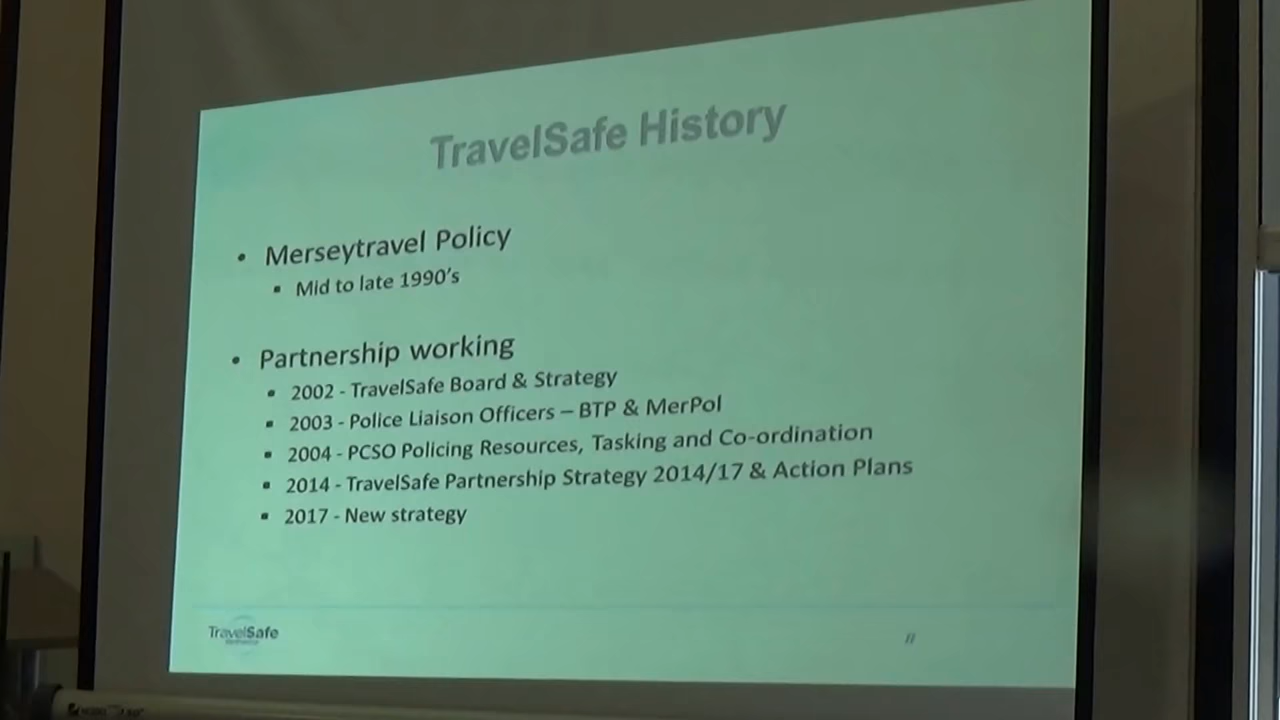 TravelSafe History
• Merseytravel Policy
▪ Mid to late 1990's
• Partnership working
▪ 2002 - TravelSafe Board & Strategy
▪ 2003 - Police Liaison Officers – BTP & MerPol
▪ 2004 - PCSO Policing Resources, Tasking and Co-ordination
▪ 2014 - TravelSafe Partnership Strategy 2014/17 & Action Plans
▪ 2017 - New strategy
TravelSafe